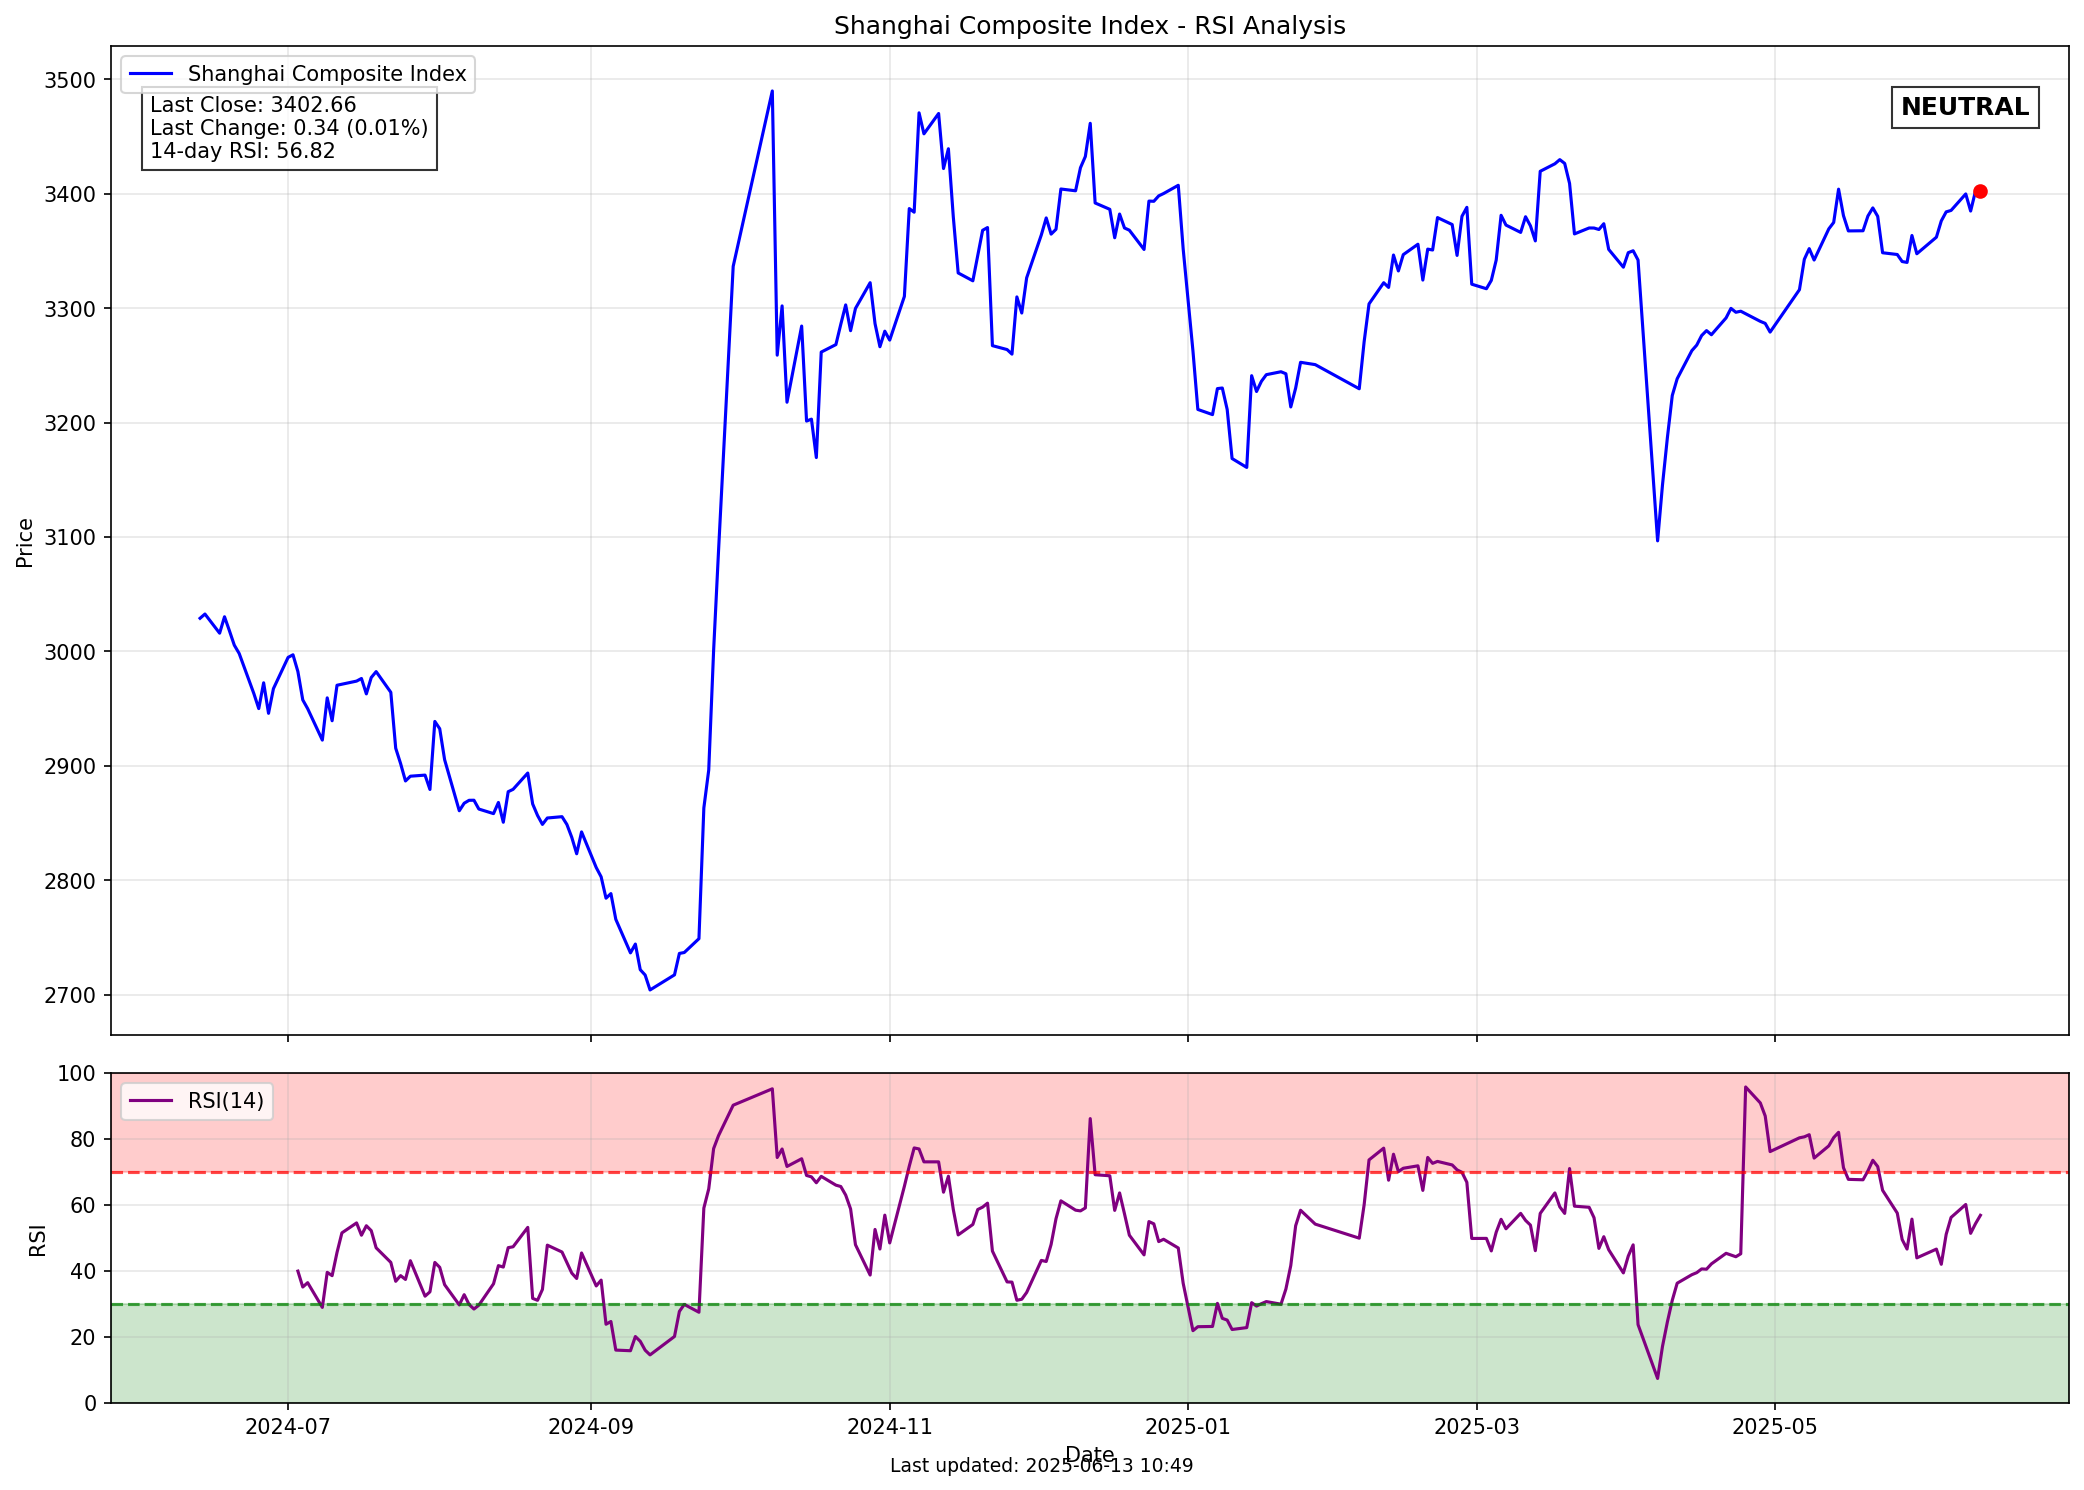 Shanghai Composite Index - RSI Analysis
Shanghai Composite Index
Last Close: 3402.66
Last Change: 0.34 (0.01%)
14-day RSI: 56.82
NEUTRAL
3500
3400
3300
3200
3100
3000
2900
2800
2700
Price
RSI(14)
100
80
60
40
20
0
RSI
2024-07
2024-09
2024-11
2025-01
2025-03
2025-05
Date
Last updated: 2025-06-13 10:49